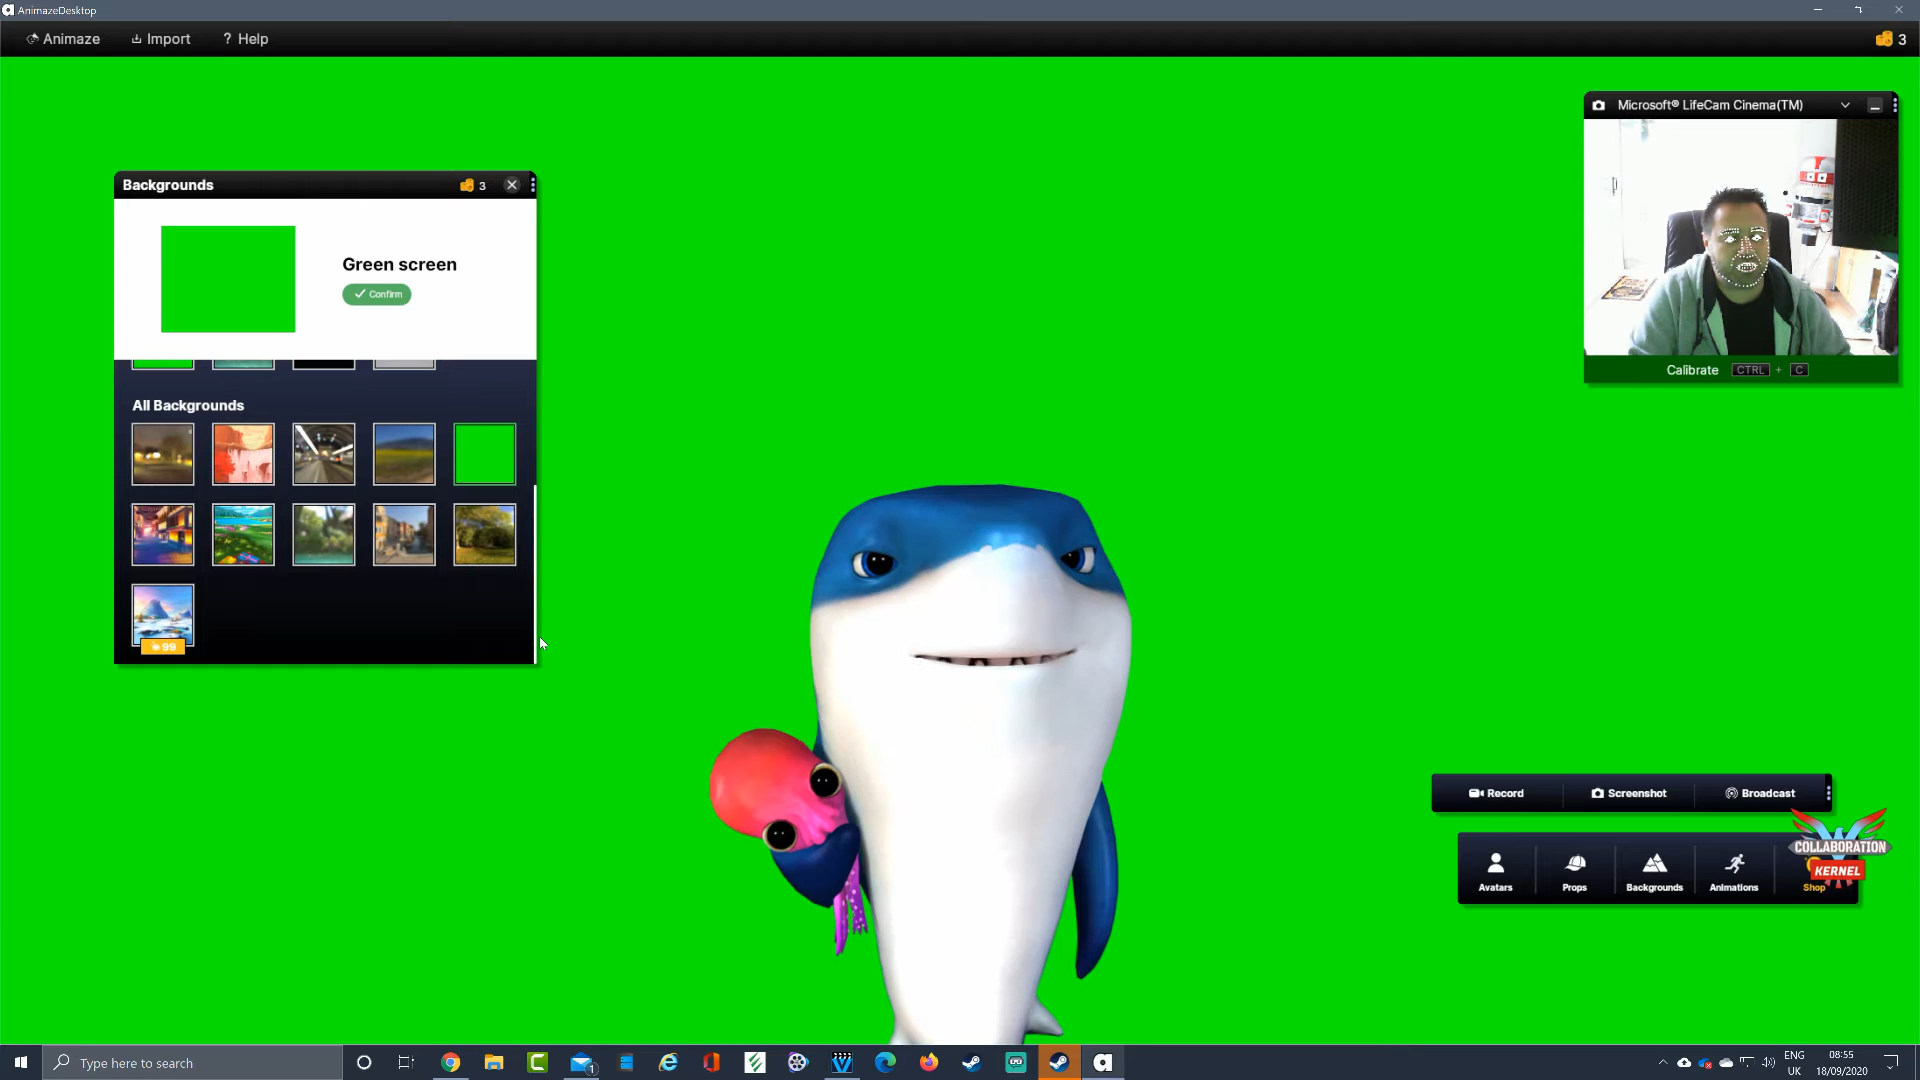 AnimazeDesktop
Animaze
Import
? Help
3
Microsoft® LifeCam Cinema(TM)
Backgrounds
3
Green screen
Confirm
Calibrate CTRL + C
All Backgrounds
99
Record
Screenshot
Broadcast
COLLABORATION
KERNEL
Avatars
Props
Backgrounds
Animations
Shop
Type here to search
1
ENG
UK
08:55
18/09/2020